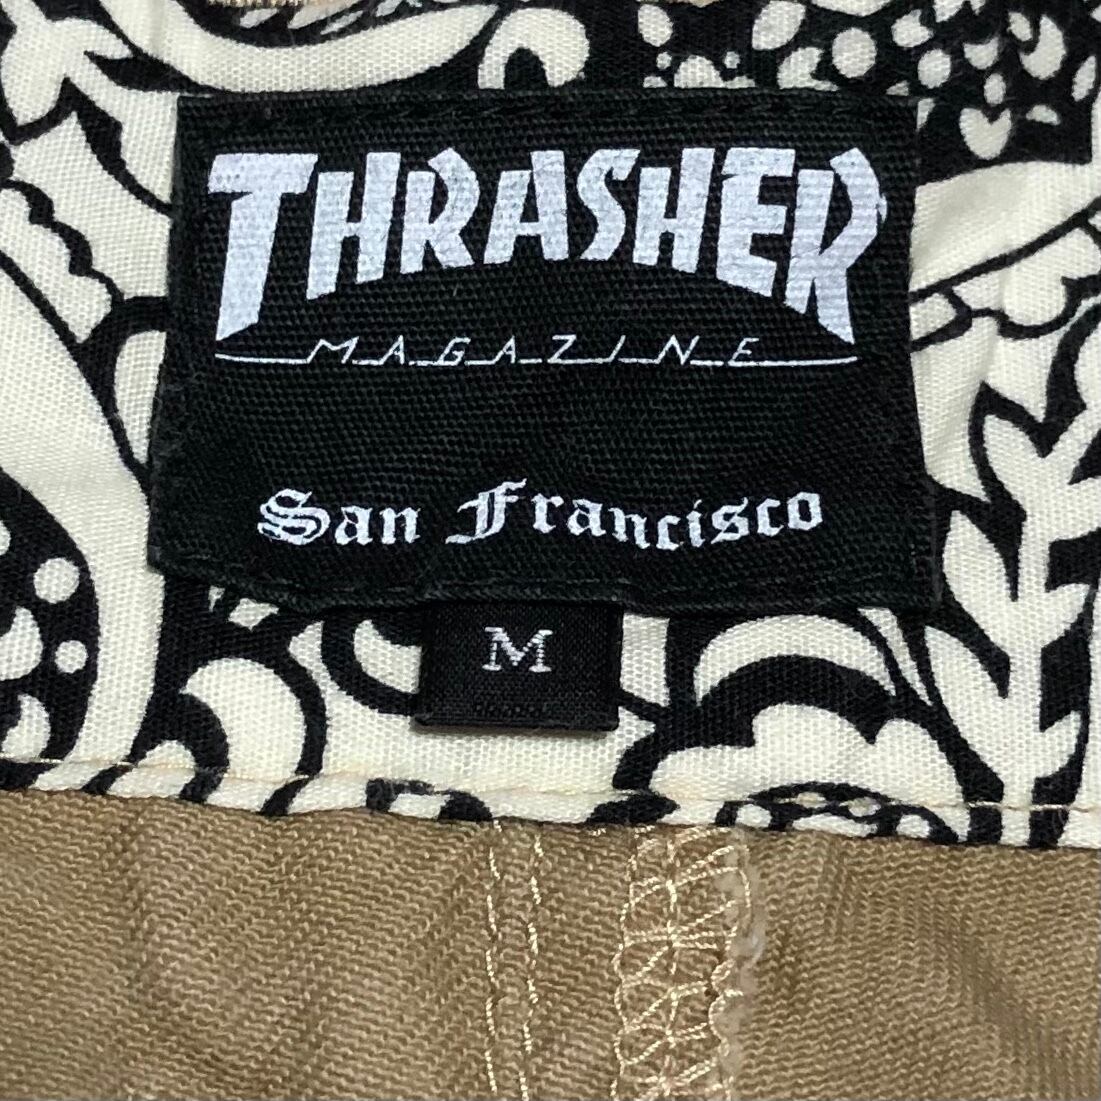 THRASHER
MAGAZINE
San Francisco
M